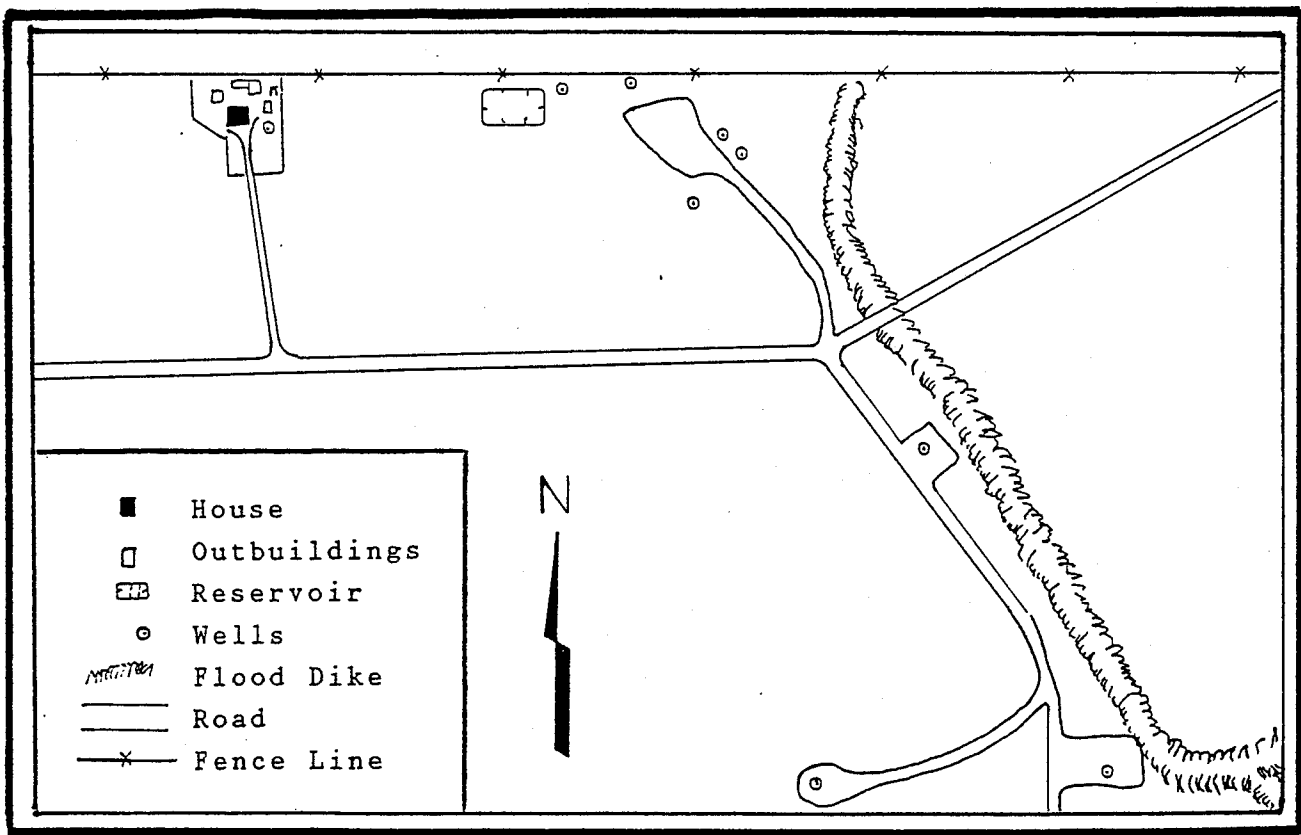 N
House
Outbuildings
Reservoir
Wells
Flood Dike
Road
Fence Line